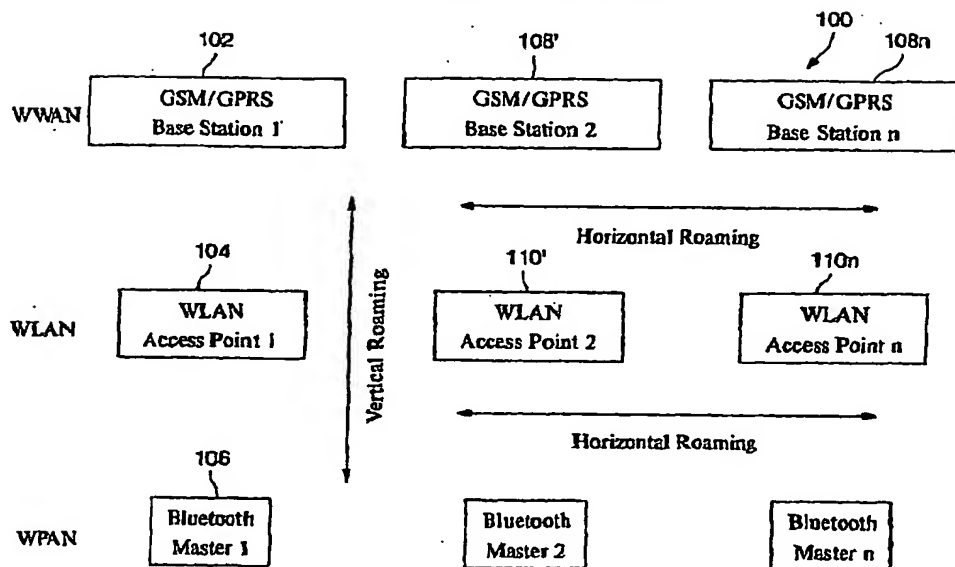 102
108'
100
108n
WWAN
GSM/GPRS
Base Station 1
GSM/GPRS
Base Station 2
GSM/GPRS
Base Station n
Vertical Roaming
Horizontal Roaming
104
110'
110n
WLAN
WLAN
Access Point 1
WLAN
Access Point 2
WLAN
Access Point n
Horizontal Roaming
106
WPAN
Bluetooth
Master 1
Bluetooth
Master 2
Bluetooth
Master n